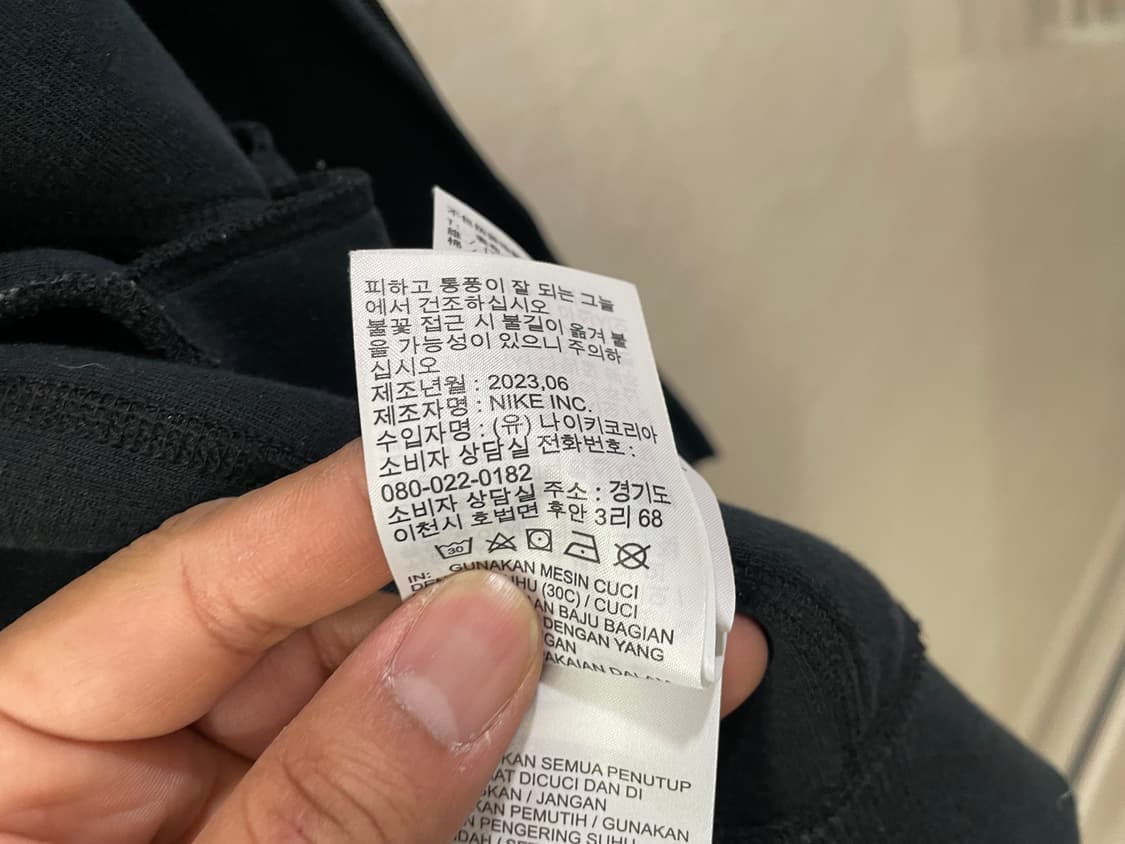 피하고 통풍이 잘 되는 그늘
에서 건조하십시오
불꽃 접근 시 불길이 옮겨 붙
을 가능성이 있으니 주의하
십시오
제조년월 : 2023,06
제조자명 : NIKE INC.
수입자명 : (유) 나이키코리아
소비자 상담실 전화번호 :
080-022-0182
소비자 상담실 주소 : 경기도
이천시 호법면 후안 3리 68
30
IN: GUNAKAN MESIN CUCI
(30C) / CUCI
BAJU BAGIAN
DENGAN YANG
SEMUA PENUTUP
DICUCI DAN DI
/ JANGAN
PEMUTIH / GUNAKAN
PENGERING SUHU